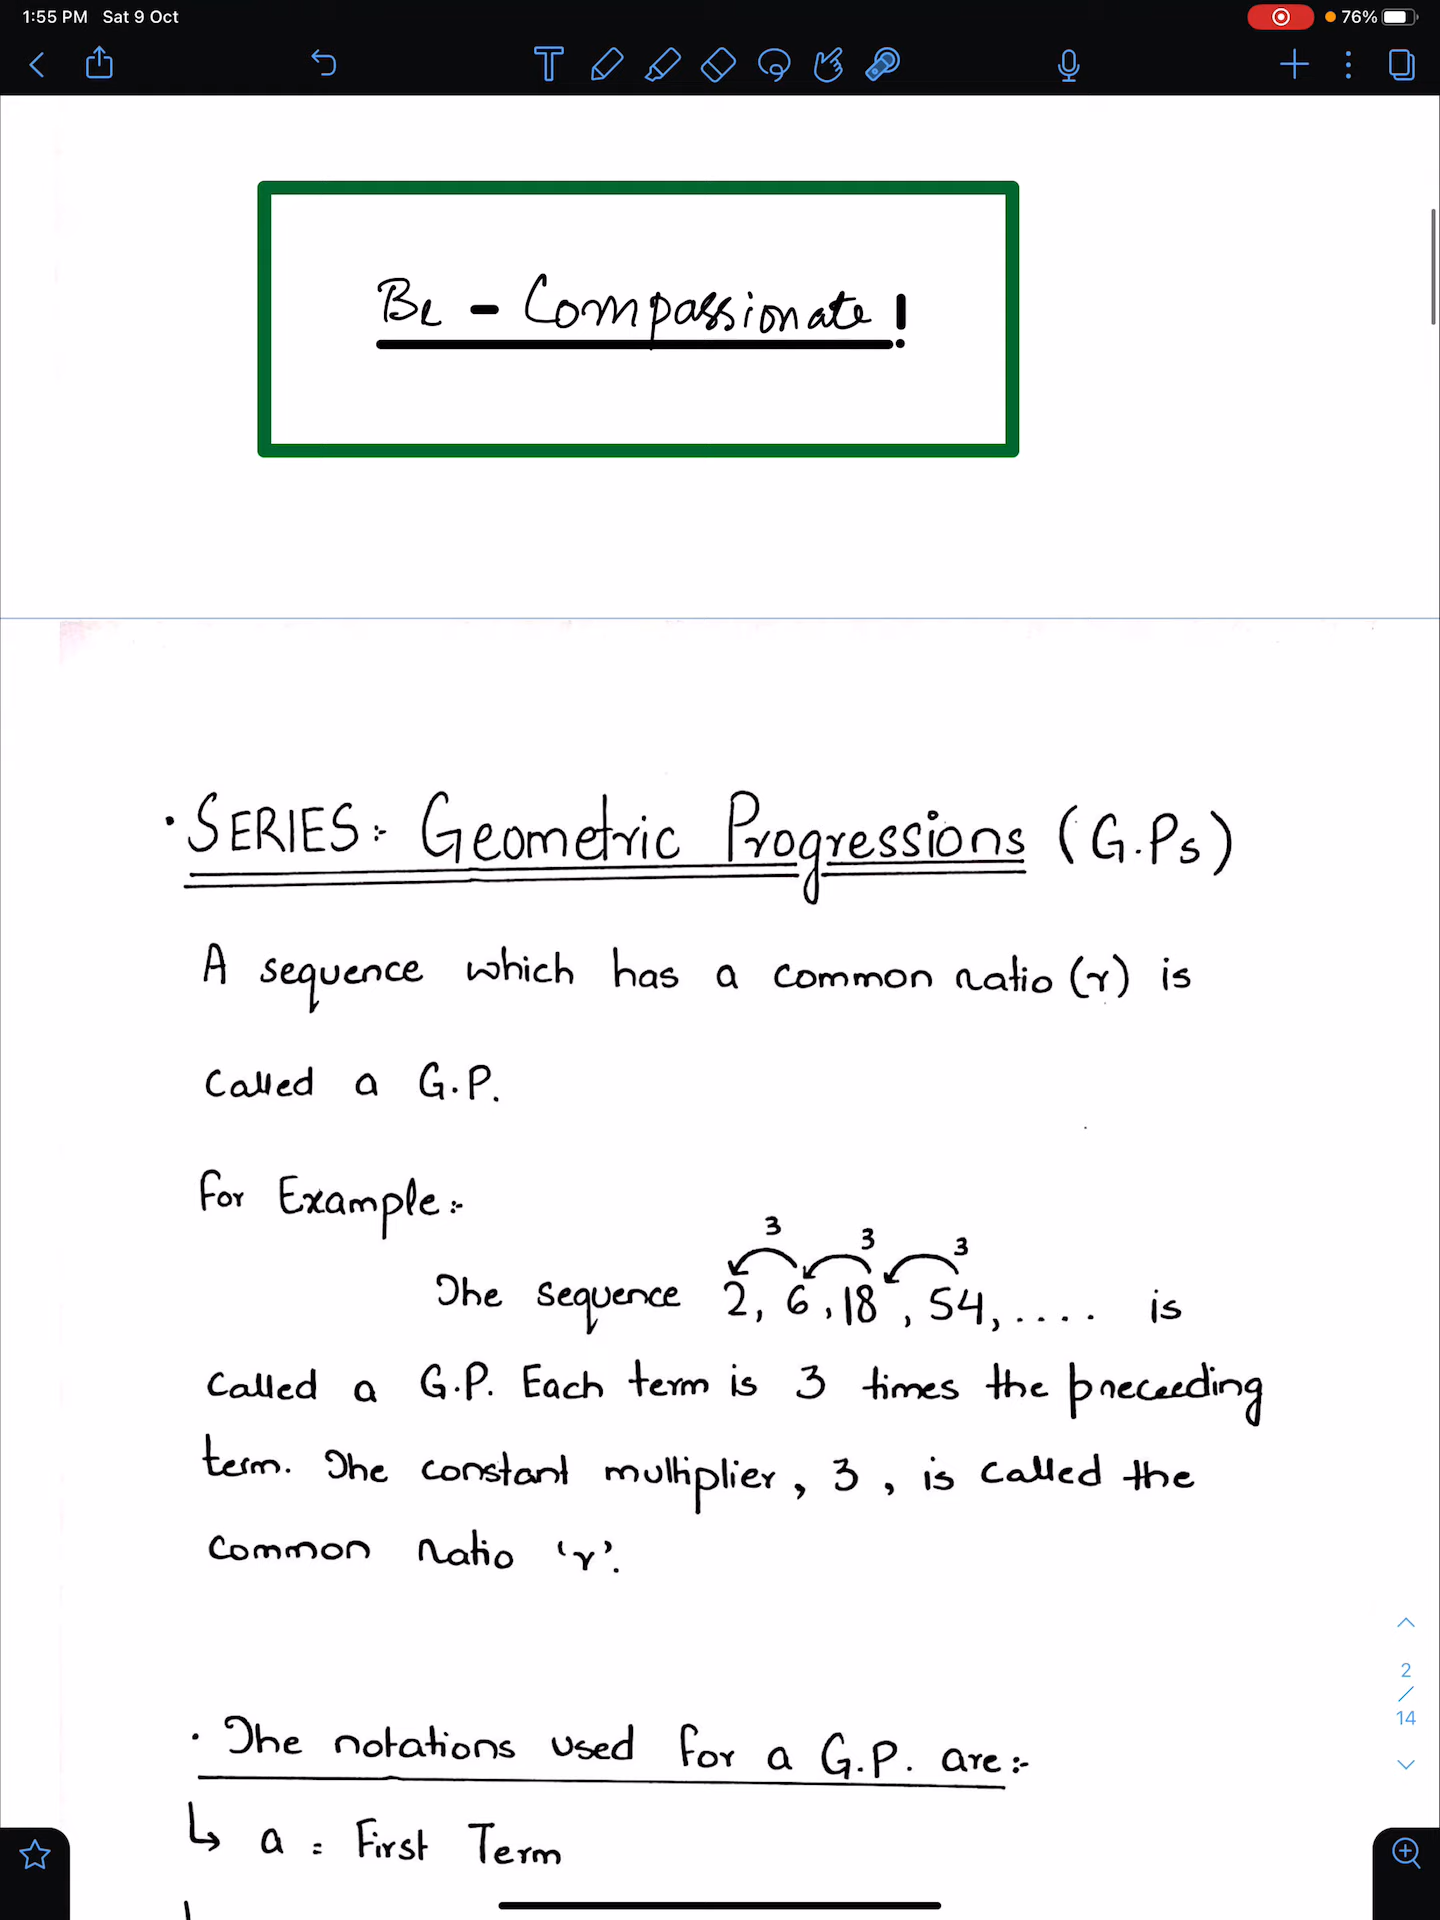 1:55 PM Sat 9 Oct
76%
Be - Compassionate!
· SERIES:- Geometric Progressions (G.Ps)
A sequence which has a common ratio (r) is
called a G.P.
For Example:-
3 3 3
The sequence 2, 6, 18, 54, .... is
called a G.P. Each term is 3 times the preceeding
term. The constant multiplier, 3, is called the
common ratio 'r'.
2
/
14
· The notations used for a G.P. are:-
↳ a = First Term